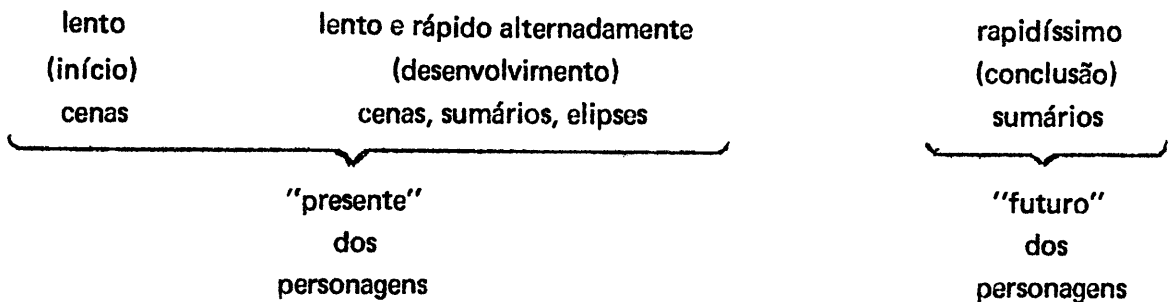 lento
(início)
cenas
lento e rápido alternadamente
(desenvolvimento)
cenas, sumários, elipses
rapidíssimo
(conclusão)
sumários
"presente"
dos
personagens
"futuro"
dos
personagens